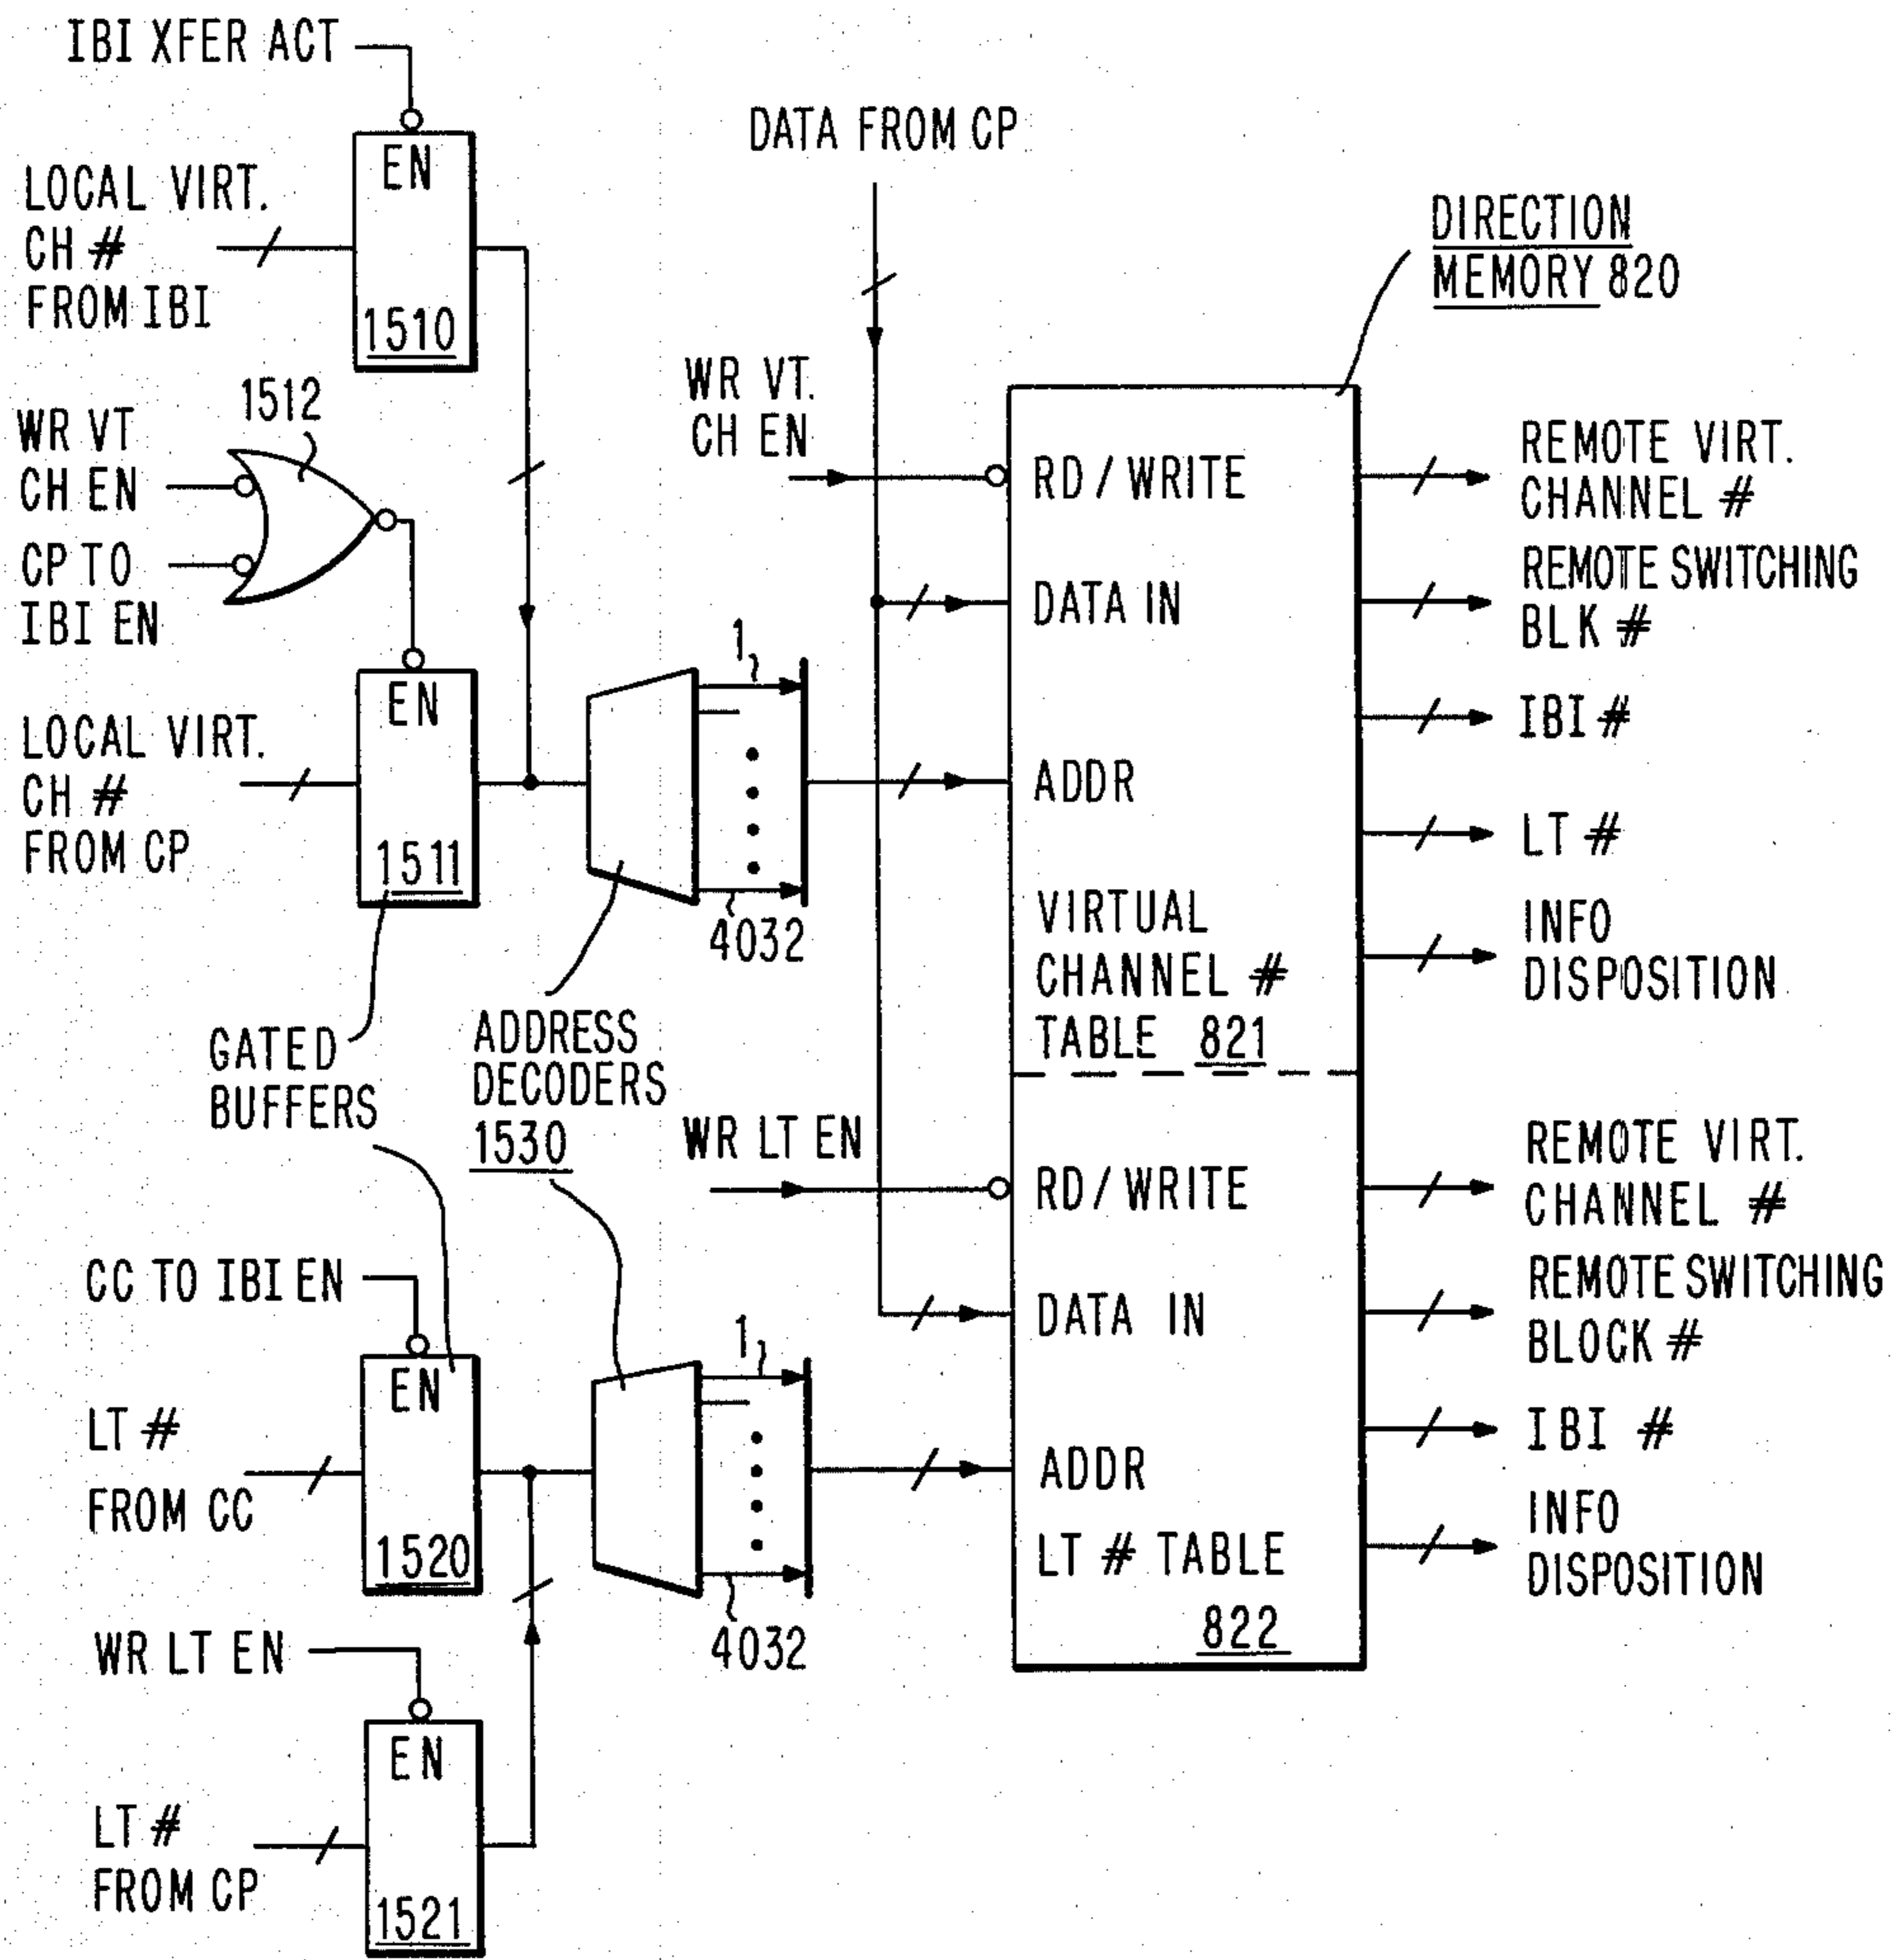 IBI XFER ACT
EN
LOCAL VIRT.
CH #
FROM IBI
1510
DATA FROM CP
DIRECTION
MEMORY 820
1512
WR VT
CH EN
CP TO
IBI EN
WR VT.
CH EN
RD / WRITE
DATA IN
ADDR
VIRTUAL
CHANNEL #
TABLE 821
REMOTE VIRT.
CHANNEL #
REMOTE SWITCHING
BLK #
IBI #
LT #
INFO
DISPOSITION
EN
LOCAL VIRT.
CH #
FROM CP
1511
1
4032
GATED
BUFFERS
ADDRESS
DECODERS
1530
WR LT EN
RD / WRITE
DATA IN
ADDR
LT # TABLE
822
REMOTE VIRT.
CHANNEL #
REMOTE SWITCHING
BLOCK #
IBI #
INFO
DISPOSITION
CC TO IBI EN
EN
LT #
FROM CC
1520
1
4032
WR LT EN
EN
LT #
FROM CP
1521